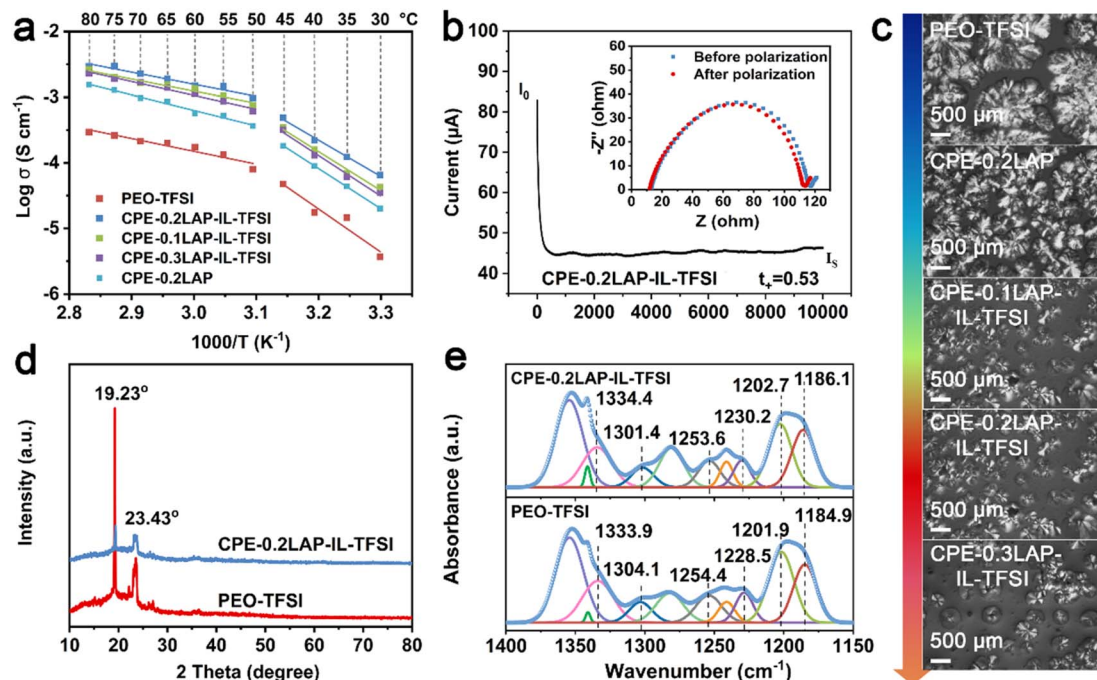 a
80 75 70 65 60 55 50 45 40 35 30 °C
-2
-3
-4
-5
-6
Log σ (S cm⁻¹)
PEO-TFSI
CPE-0.2LAP-IL-TFSI
CPE-0.1LAP-IL-TFSI
CPE-0.3LAP-IL-TFSI
CPE-0.2LAP
2.8 2.9 3.0 3.1 3.2 3.3
1000/T (K⁻¹)
b
100
90
80
70
60
50
40
Current (μA)
I₀
Iₛ
60
50
40
30
20
10
0
-Z'' (ohm)
Before polarization
After polarization
0 20 40 60 80 100 120
Z (ohm)
CPE-0.2LAP-IL-TFSI t₊=0.53
0 2000 4000 6000 8000 10000
c
PEO-TFSI
500 μm
CPE-0.2LAP
500 μm
CPE-0.1LAP-
IL-TFSI
500 μm
CPE-0.2LAP-
IL-TFSI
500 μm
CPE-0.3LAP-
IL-TFSI
500 μm
d
Intensity (a.u.)
19.23°
23.43°
CPE-0.2LAP-IL-TFSI
PEO-TFSI
10 20 30 40 50 60 70 80
2 Theta (degree)
e
Absorbance (a.u.)
CPE-0.2LAP-IL-TFSI
1334.4
1301.4
1253.6
1230.2
1202.7
1186.1
PEO-TFSI
1333.9
1304.1
1254.4
1228.5
1201.9
1184.9
1400 1350 1300 1250 1200 1150
Wavenumber (cm⁻¹)